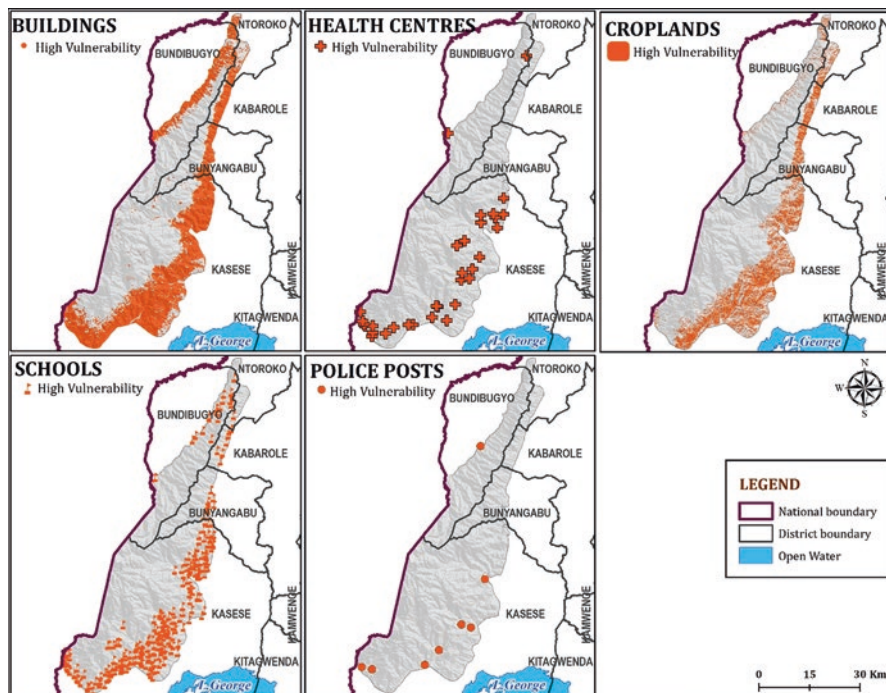 BUILDINGS
High Vulnerability
NTOROKO
BUNDIBUGYO
KABAROLE
BUNYANGABU
KASESE
KAMWENGE
KITAGWENDA
L. George
HEALTH CENTRES
High Vulnerability
NTOROKO
BUNDIBUGYO
KABAROLE
BUNYANGABU
KASESE
KAMWENGE
KITAGWENDA
L. George
CROPLANDS
High Vulnerability
NTOROKO
BUNDIBUGYO
KABAROLE
BUNYANGABU
KASESE
KAMWENGE
KITAGWENDA
L. George
SCHOOLS
High Vulnerability
NTOROKO
BUNDIBUGYO
KABAROLE
BUNYANGABU
KASESE
KAMWENGE
KITAGWENDA
L. George
POLICE POSTS
High Vulnerability
NTOROKO
BUNDIBUGYO
KABAROLE
BUNYANGABU
KASESE
KAMWENGE
KITAGWENDA
L. George
N
W E
S
LEGEND
National boundary
District boundary
Open Water
0 15 30 Km